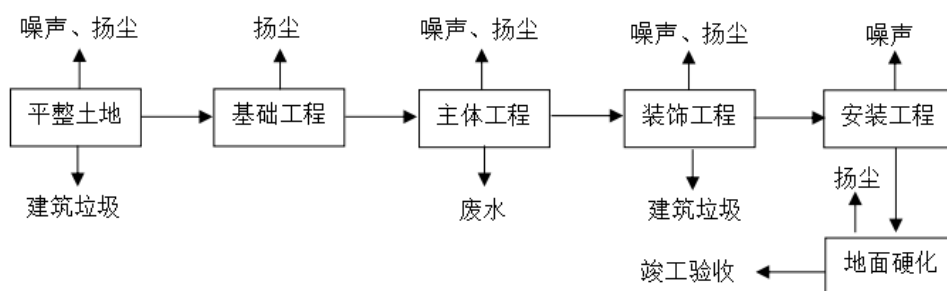 噪声、扬尘
扬尘
噪声、扬尘
噪声、扬尘
噪声
平整土地
基础工程
主体工程
装饰工程
安装工程
建筑垃圾
废水
建筑垃圾
扬尘
竣工验收
地面硬化